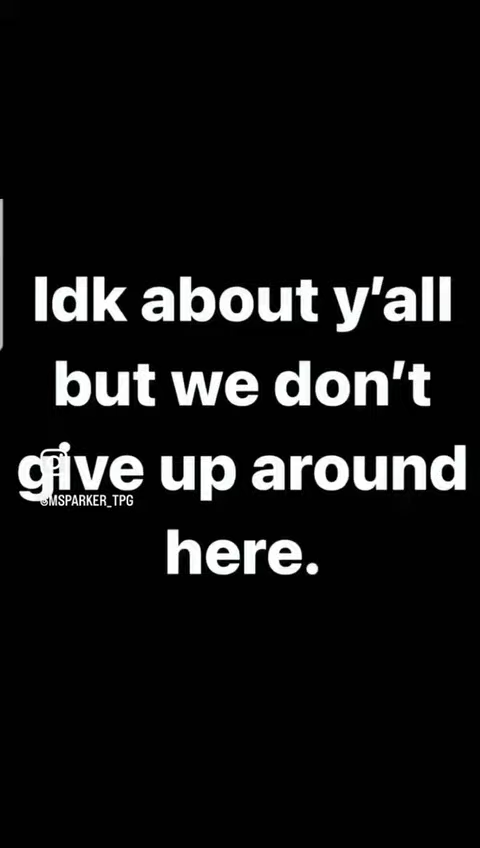 Idk about y’all
but we don’t
give up around
@MSPARKER_TPG
here.